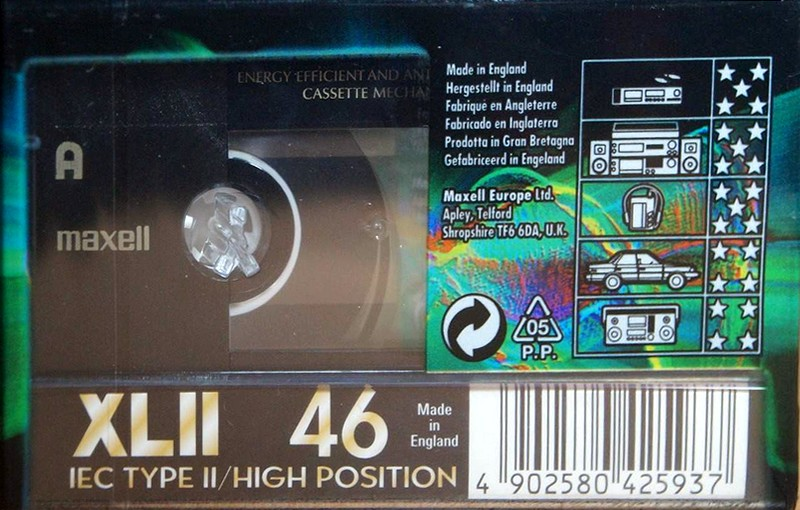 ENERGY EFFICIENT AND
CASSETTE
A
maxell
Made in England
Hergestellt in England
Fabriqué en Angleterre
Fabricado en Inglaterra
Prodotta in Gran Bretagna
Gefabriceerd in Engeland
Maxell Europe Ltd.
Apley, Telford
Shropshire TF6 6DA, U.K.
05
P.P.
XLII 46
Made
in
England
IEC TYPE II/HIGH POSITION
4 902580 425937